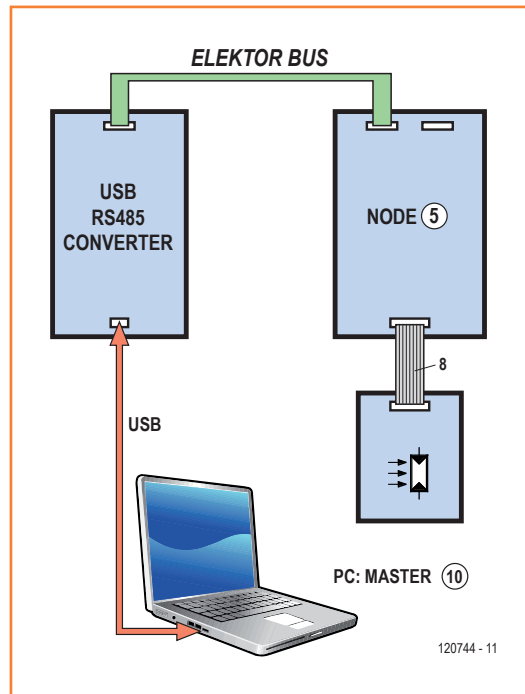 ELEKTOR BUS
USB
RS485
CONVERTER
NODE 5
8
USB
PC: MASTER 10
120744 - 11